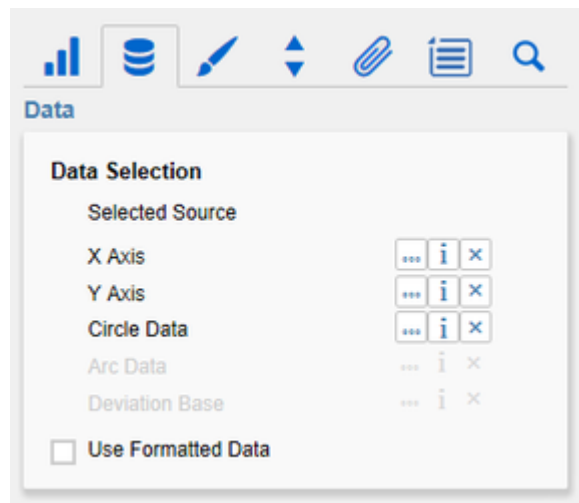 Data
Data Selection
Selected Source
X Axis ... i ×
Y Axis ... i ×
Circle Data ... i ×
Arc Data ... i ×
Deviation Base ... i ×
Use Formatted Data